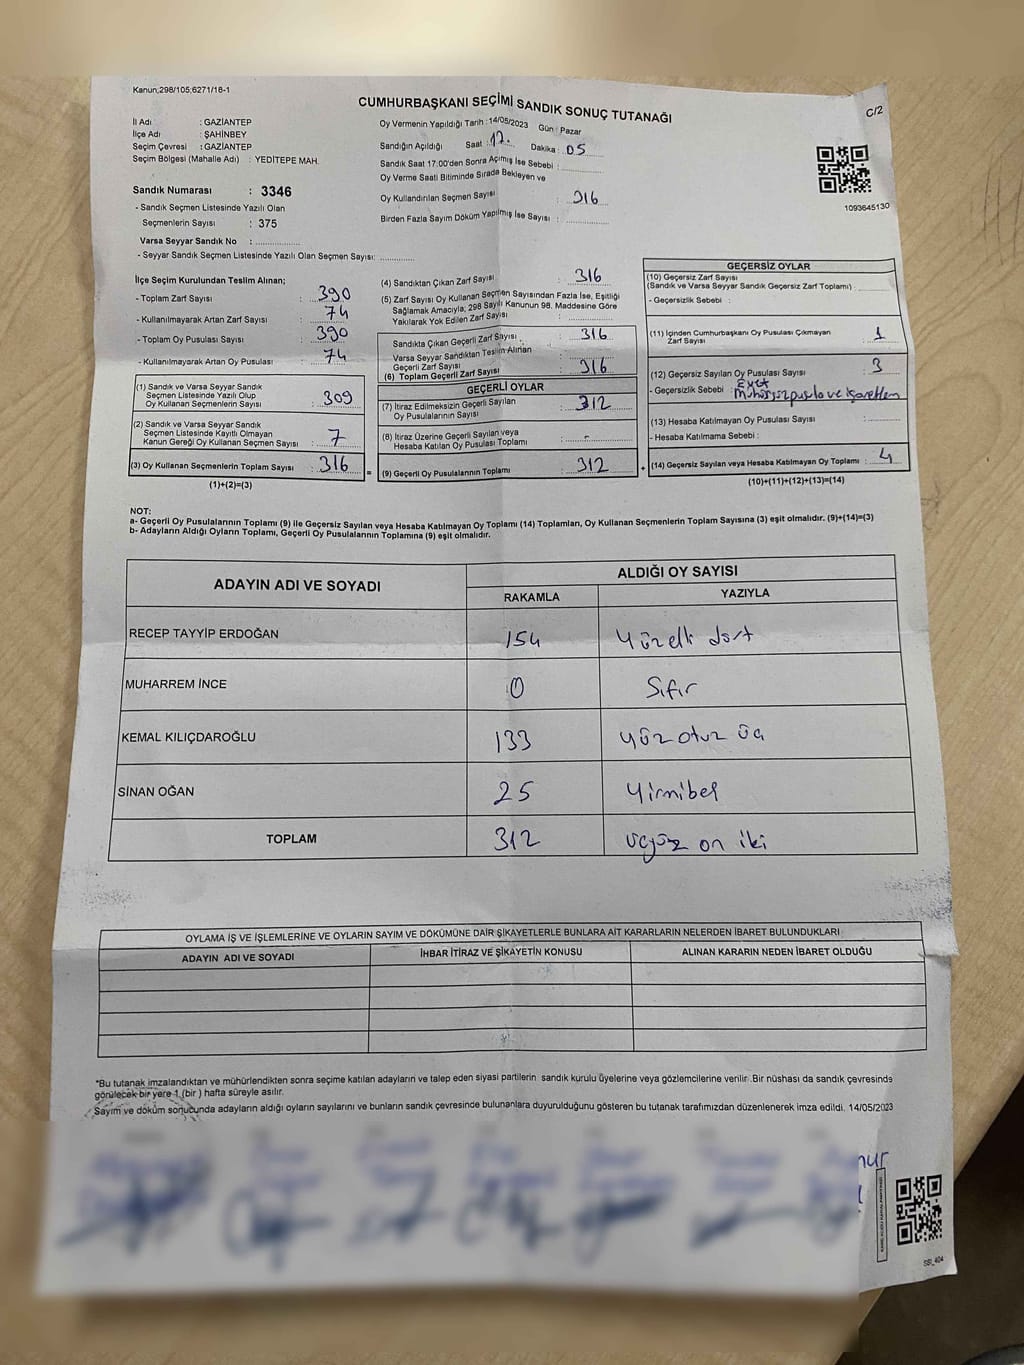 Kanun,298/105;6271/16-1
CUMHURBAŞKANI SEÇİMİ SANDIK SONUÇ TUTANAĞI
C/2
İl Adı : GAZİANTEP
İlçe Adı : ŞAHİNBEY
Seçim Çevresi : GAZİANTEP
Seçim Bölgesi (Mahalle Adı) : YEDİTEPE MAH.
Sandık Numarası : 3346
- Sandık Seçmen Listesinde Yazılı Olan
Seçmenlerin Sayısı : 375
Varsa Seyyar Sandık No : ..............
- Seyyar Sandık Seçmen Listesinde Yazılı Olan Seçmen Sayısı: ............
Oy Vermenin Yapıldığı Tarih : 14/05/2023 Gün : Pazar
Sandığın Açıldığı Saat : 17. Dakika : 05
Sandık Saat 17:00'den Sonra Açılmış İse Sebebi : ............
Oy Verme Saati Bitiminde Sırada Bekleyen ve
Oy Kullandırılan Seçmen Sayısı : 316
Birden Fazla Sayım Döküm Yapılmış İse Sayısı : ............
1093645130
İlçe Seçim Kurulundan Teslim Alınan;
- Toplam Zarf Sayısı : 390
- Kullanılmayarak Artan Zarf Sayısı : 74
- Toplam Oy Pusulası Sayısı : 390
- Kullanılmayarak Artan Oy Pusulası : 74
(1) Sandık ve Varsa Seyyar Sandık
Seçmen Listesinde Yazılı Olup
Oy Kullanan Seçmenlerin Sayısı : 309
(2) Sandık ve Varsa Seyyar Sandık
Seçmen Listesinde Kayıtlı Olmayan
Kanun Gereği Oy Kullanan Seçmen Sayısı : 7
(3) Oy Kullanan Seçmenlerin Toplam Sayısı : 316
(1)+(2)=(3)
(4) Sandıktan Çıkan Zarf Sayısı : 316
(5) Zarf Sayısı Oy Kullanan Seçmen Sayısından Fazla İse, Eşitliği
Sağlamak Amacıyla; 298 Sayılı Kanunun 98. Maddesine Göre
Yakılarak Yok Edilen Zarf Sayısı : ............
Sandıkta Çıkan Geçerli Zarf Sayısı : 316
Varsa Seyyar Sandıktan Teslim Alınan
Geçerli Zarf Sayısı
(6) Toplam Geçerli Zarf Sayısı : 316
GEÇERLİ OYLAR
(7) İtiraz Edilmeksizin Geçerli Sayılan
Oy Pusulalarının Sayısı : 312
(8) İtiraz Üzerine Geçerli Sayılan veya
Hesaba Katılan Oy Pusulası Toplamı : -
(9) Geçerli Oy Pusulalarının Toplamı : 312
GEÇERSİZ OYLAR
(10) Geçersiz Zarf Sayısı
(Sandık ve Varsa Seyyar Sandık Geçersiz Zarf Toplamı) : ............
- Geçersizlik Sebebi :
(11) İçinden Cumhurbaşkanı Oy Pusulası Çıkmayan
Zarf Sayısı : 1
(12) Geçersiz Sayılan Oy Pusulası Sayısı : 3
- Geçersizlik Sebebi : Evet
Mühürsüz pusula ve işaretlem
(13) Hesaba Katılmayan Oy Pusulası Sayısı : ............
- Hesaba Katılmama Sebebi :
(14) Geçersiz Sayılan veya Hesaba Katılmayan Oy Toplamı : 4
(10)+(11)+(12)+(13)=(14)
NOT:
a- Geçerli Oy Pusulalarının Toplamı (9) ile Geçersiz Sayılan veya Hesaba Katılmayan Oy Toplamı (14) Toplamları, Oy Kullanan Seçmenlerin Toplam Sayısına (3) eşit olmalıdır. (9)+(14)=(3)
b- Adayların Aldığı Oyların Toplamı, Geçerli Oy Pusulalarının Toplamına (9) eşit olmalıdır.
ADAYIN ADI VE SOYADI ALDIĞI OY SAYISI
RAKAMLA YAZIYLA
RECEP TAYYİP ERDOĞAN 154 Yüzelli dört
MUHARREM İNCE 0 Sıfır
KEMAL KILIÇDAROĞLU 133 yüz otuz üç
SİNAN OĞAN 25 Yirmibeş
TOPLAM 312 üçyüz on iki
OYLAMA İŞ VE İŞLEMLERİNE VE OYLARIN SAYIM VE DÖKÜMÜNE DAİR ŞİKAYETLERLE BUNLARA AİT KARARLARIN NELERDEN İBARET BULUNDUKLARI
ADAYIN ADI VE SOYADI İHBAR İTİRAZ VE ŞİKAYETİN KONUSU ALINAN KARARIN NEDEN İBARET OLDUĞU
*Bu tutanak imzalandıktan ve mühürlendikten sonra seçime katılan adayların ve talep eden siyasi partilerin sandık kurulu üyelerine veya gözlemcilerine verilir. Bir nüshası da sandık çevresinde
görülecek bir yere 1 (bir) hafta süreyle asılır.
Sayım ve döküm sonucunda adayların aldığı oyların sayılarını ve bunların sandık çevresinde bulunanlara duyurulduğunu gösteren bu tutanak tarafımızdan düzenlenerek imza edildi. 14/05/2023
SSI_404